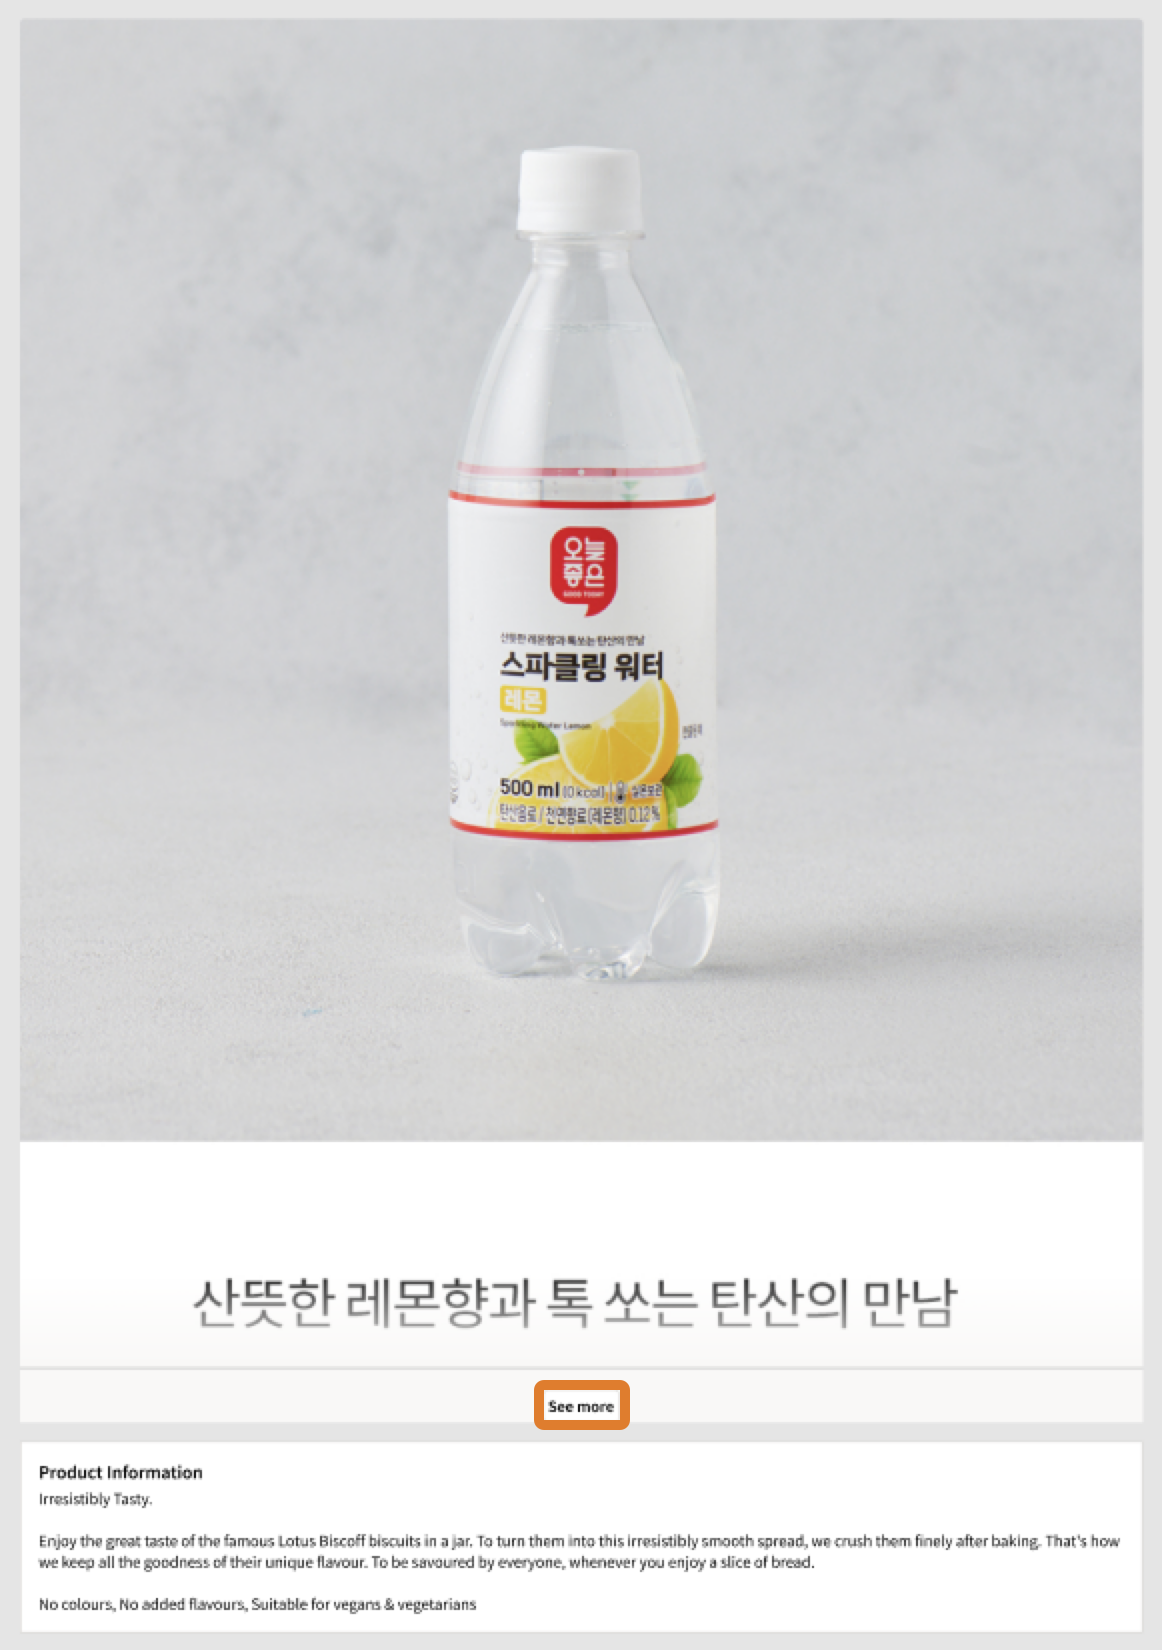 오늘
좋은
GOOD TODAY
산뜻한 레몬향과 톡쏘는 탄산의 만남
스파클링 워터
레몬
Sparkling Water Lemon
500 ml (0 kcal) | 실온보관
탄산음료 / 천연향료(레몬향) 0.12 %
산뜻한 레몬향과 톡 쏘는 탄산의 만남
See more
Product Information
Irresistibly Tasty.
Enjoy the great taste of the famous Lotus Biscoff biscuits in a jar. To turn them into this irresistibly smooth spread, we crush them finely after baking. That's how
we keep all the goodness of their unique flavour. To be savoured by everyone, whenever you enjoy a slice of bread.
No colours, No added flavours, Suitable for vegans & vegetarians